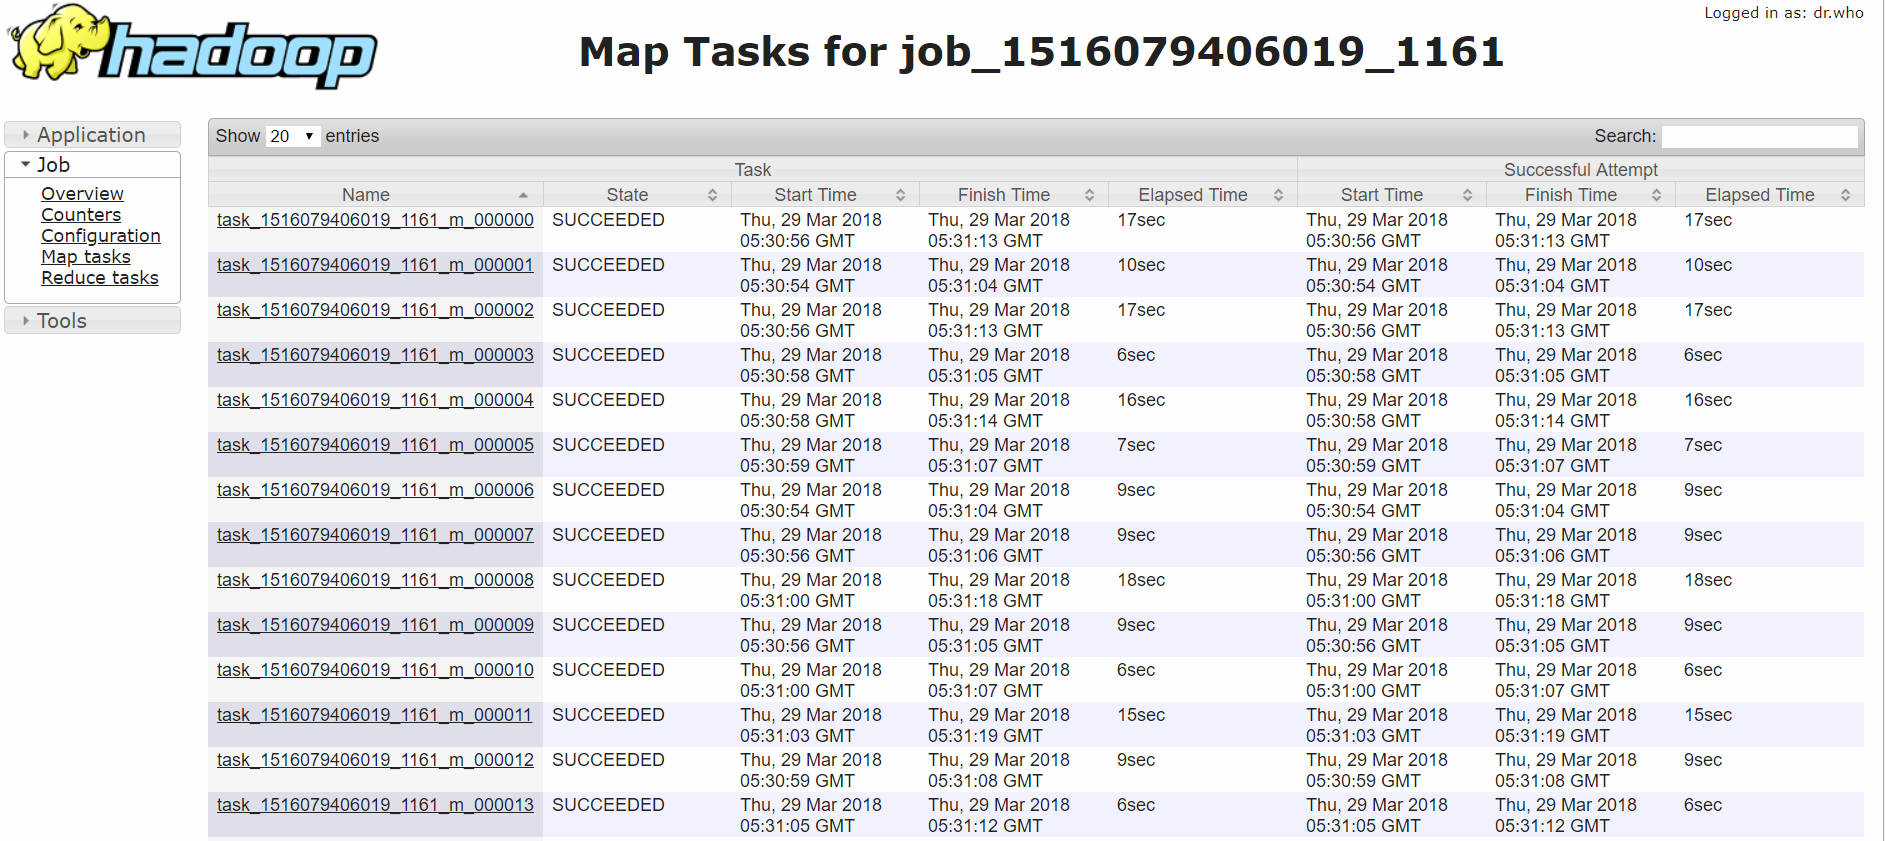 Logged in as: dr.who
hadoop
Map Tasks for job_1516079406019_1161
Application
Job
Overview
Counters
Configuration
Map tasks
Reduce tasks
Tools
Show 20 entries Search:
Task Successful Attempt
Name State Start Time Finish Time Elapsed Time Start Time Finish Time Elapsed Time
task_1516079406019_1161_m_000000 SUCCEEDED Thu, 29 Mar 2018 Thu, 29 Mar 2018 17sec Thu, 29 Mar 2018 Thu, 29 Mar 2018 17sec
05:30:56 GMT 05:31:13 GMT 05:30:56 GMT 05:31:13 GMT
task_1516079406019_1161_m_000001 SUCCEEDED Thu, 29 Mar 2018 Thu, 29 Mar 2018 10sec Thu, 29 Mar 2018 Thu, 29 Mar 2018 10sec
05:30:54 GMT 05:31:04 GMT 05:30:54 GMT 05:31:04 GMT
task_1516079406019_1161_m_000002 SUCCEEDED Thu, 29 Mar 2018 Thu, 29 Mar 2018 17sec Thu, 29 Mar 2018 Thu, 29 Mar 2018 17sec
05:30:56 GMT 05:31:13 GMT 05:30:56 GMT 05:31:13 GMT
task_1516079406019_1161_m_000003 SUCCEEDED Thu, 29 Mar 2018 Thu, 29 Mar 2018 6sec Thu, 29 Mar 2018 Thu, 29 Mar 2018 6sec
05:30:58 GMT 05:31:05 GMT 05:30:58 GMT 05:31:05 GMT
task_1516079406019_1161_m_000004 SUCCEEDED Thu, 29 Mar 2018 Thu, 29 Mar 2018 16sec Thu, 29 Mar 2018 Thu, 29 Mar 2018 16sec
05:30:58 GMT 05:31:14 GMT 05:30:58 GMT 05:31:14 GMT
task_1516079406019_1161_m_000005 SUCCEEDED Thu, 29 Mar 2018 Thu, 29 Mar 2018 7sec Thu, 29 Mar 2018 Thu, 29 Mar 2018 7sec
05:30:59 GMT 05:31:07 GMT 05:30:59 GMT 05:31:07 GMT
task_1516079406019_1161_m_000006 SUCCEEDED Thu, 29 Mar 2018 Thu, 29 Mar 2018 9sec Thu, 29 Mar 2018 Thu, 29 Mar 2018 9sec
05:30:54 GMT 05:31:04 GMT 05:30:54 GMT 05:31:04 GMT
task_1516079406019_1161_m_000007 SUCCEEDED Thu, 29 Mar 2018 Thu, 29 Mar 2018 9sec Thu, 29 Mar 2018 Thu, 29 Mar 2018 9sec
05:30:56 GMT 05:31:06 GMT 05:30:56 GMT 05:31:06 GMT
task_1516079406019_1161_m_000008 SUCCEEDED Thu, 29 Mar 2018 Thu, 29 Mar 2018 18sec Thu, 29 Mar 2018 Thu, 29 Mar 2018 18sec
05:31:00 GMT 05:31:18 GMT 05:31:00 GMT 05:31:18 GMT
task_1516079406019_1161_m_000009 SUCCEEDED Thu, 29 Mar 2018 Thu, 29 Mar 2018 9sec Thu, 29 Mar 2018 Thu, 29 Mar 2018 9sec
05:30:56 GMT 05:31:05 GMT 05:30:56 GMT 05:31:05 GMT
task_1516079406019_1161_m_000010 SUCCEEDED Thu, 29 Mar 2018 Thu, 29 Mar 2018 6sec Thu, 29 Mar 2018 Thu, 29 Mar 2018 6sec
05:31:00 GMT 05:31:07 GMT 05:31:00 GMT 05:31:07 GMT
task_1516079406019_1161_m_000011 SUCCEEDED Thu, 29 Mar 2018 Thu, 29 Mar 2018 15sec Thu, 29 Mar 2018 Thu, 29 Mar 2018 15sec
05:31:03 GMT 05:31:19 GMT 05:31:03 GMT 05:31:19 GMT
task_1516079406019_1161_m_000012 SUCCEEDED Thu, 29 Mar 2018 Thu, 29 Mar 2018 9sec Thu, 29 Mar 2018 Thu, 29 Mar 2018 9sec
05:30:59 GMT 05:31:08 GMT 05:30:59 GMT 05:31:08 GMT
task_1516079406019_1161_m_000013 SUCCEEDED Thu, 29 Mar 2018 Thu, 29 Mar 2018 6sec Thu, 29 Mar 2018 Thu, 29 Mar 2018 6sec
05:31:05 GMT 05:31:12 GMT 05:31:05 GMT 05:31:12 GMT